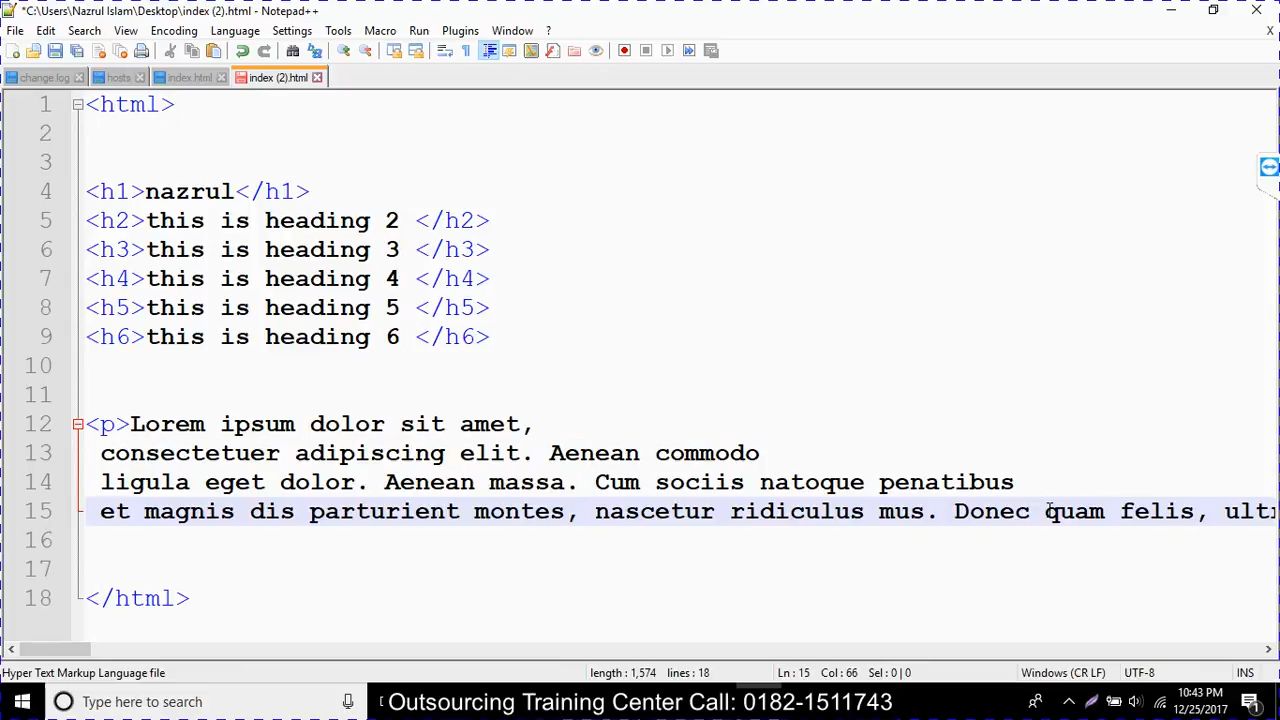 *C:\Users\Nazrul Islam\Desktop\index (2).html - Notepad++
File Edit Search View Encoding Language Settings Tools Macro Run Plugins Window ? X
change.log hosts index.html index (2).html
1 <html>
2
3
4 <h1>nazrul</h1>
5 <h2>this is heading 2 </h2>
6 <h3>this is heading 3 </h3>
7 <h4>this is heading 4 </h4>
8 <h5>this is heading 5 </h5>
9 <h6>this is heading 6 </h6>
10
11
12 <p>Lorem ipsum dolor sit amet,
13 consectetuer adipiscing elit. Aenean commodo
14 ligula eget dolor. Aenean massa. Cum sociis natoque penatibus
15 et magnis dis parturient montes, nascetur ridiculus mus. Donec quam felis, ultr
16
17
18 </html>
Hyper Text Markup Language file length : 1,574 lines : 18 Ln : 15 Col : 66 Sel : 0 | 0 Windows (CR LF) UTF-8 INS
Type here to search [ Outsourcing Training Center Call: 0182-1511743 10:43 PM
12/25/2017